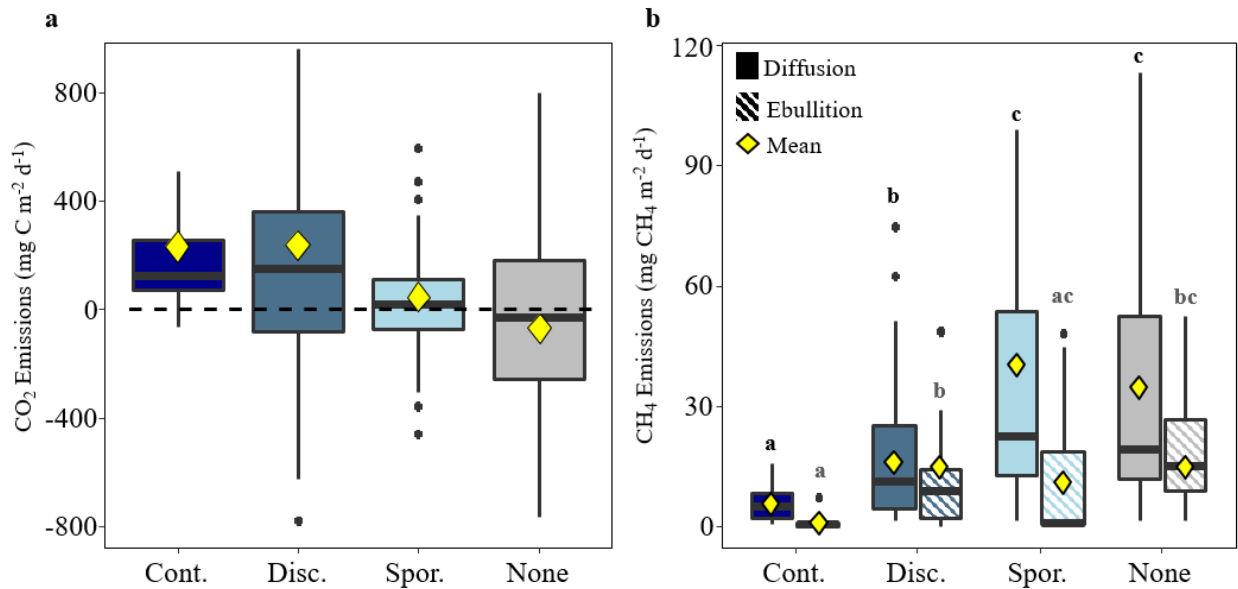 a
CO2 Emissions (mg C m-2 d-1)
800
400
0
-400
-800
Cont. Disc. Spor. None
b
CH4 Emissions (mg CH4 m-2 d-1)
120
90
60
30
0
Diffusion
Ebullition
Mean
a a b b c ac c bc
Cont. Disc. Spor. None